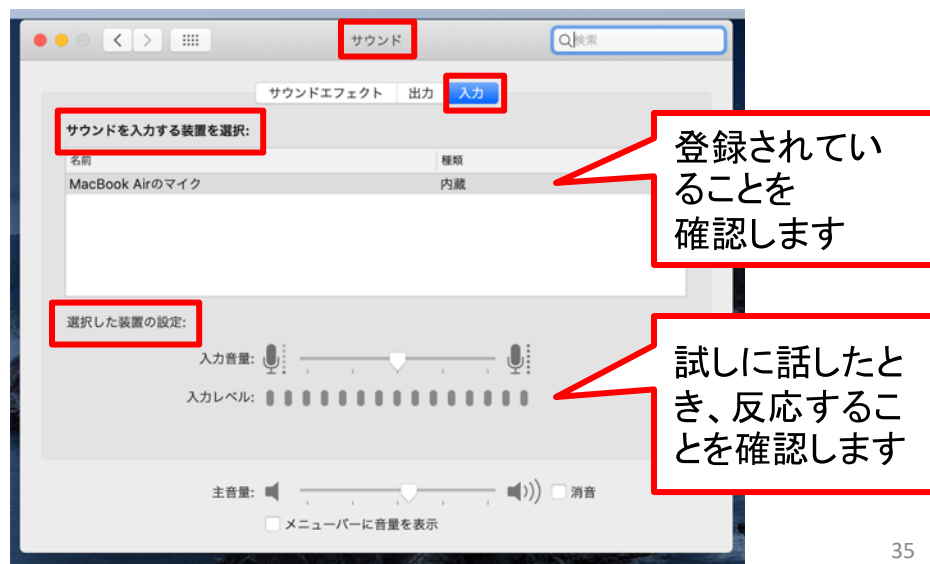 サウンド
検索
サウンドエフェクト 出力 入力
サウンドを入力する装置を選択:
名前 種類
MacBook Airのマイク 内蔵
登録されてい
ることを
確認します
選択した装置の設定:
入力音量:
入力レベル:
試しに話したと
き、反応するこ
とを確認します
主音量: 消音
メニューバーに音量を表示
35